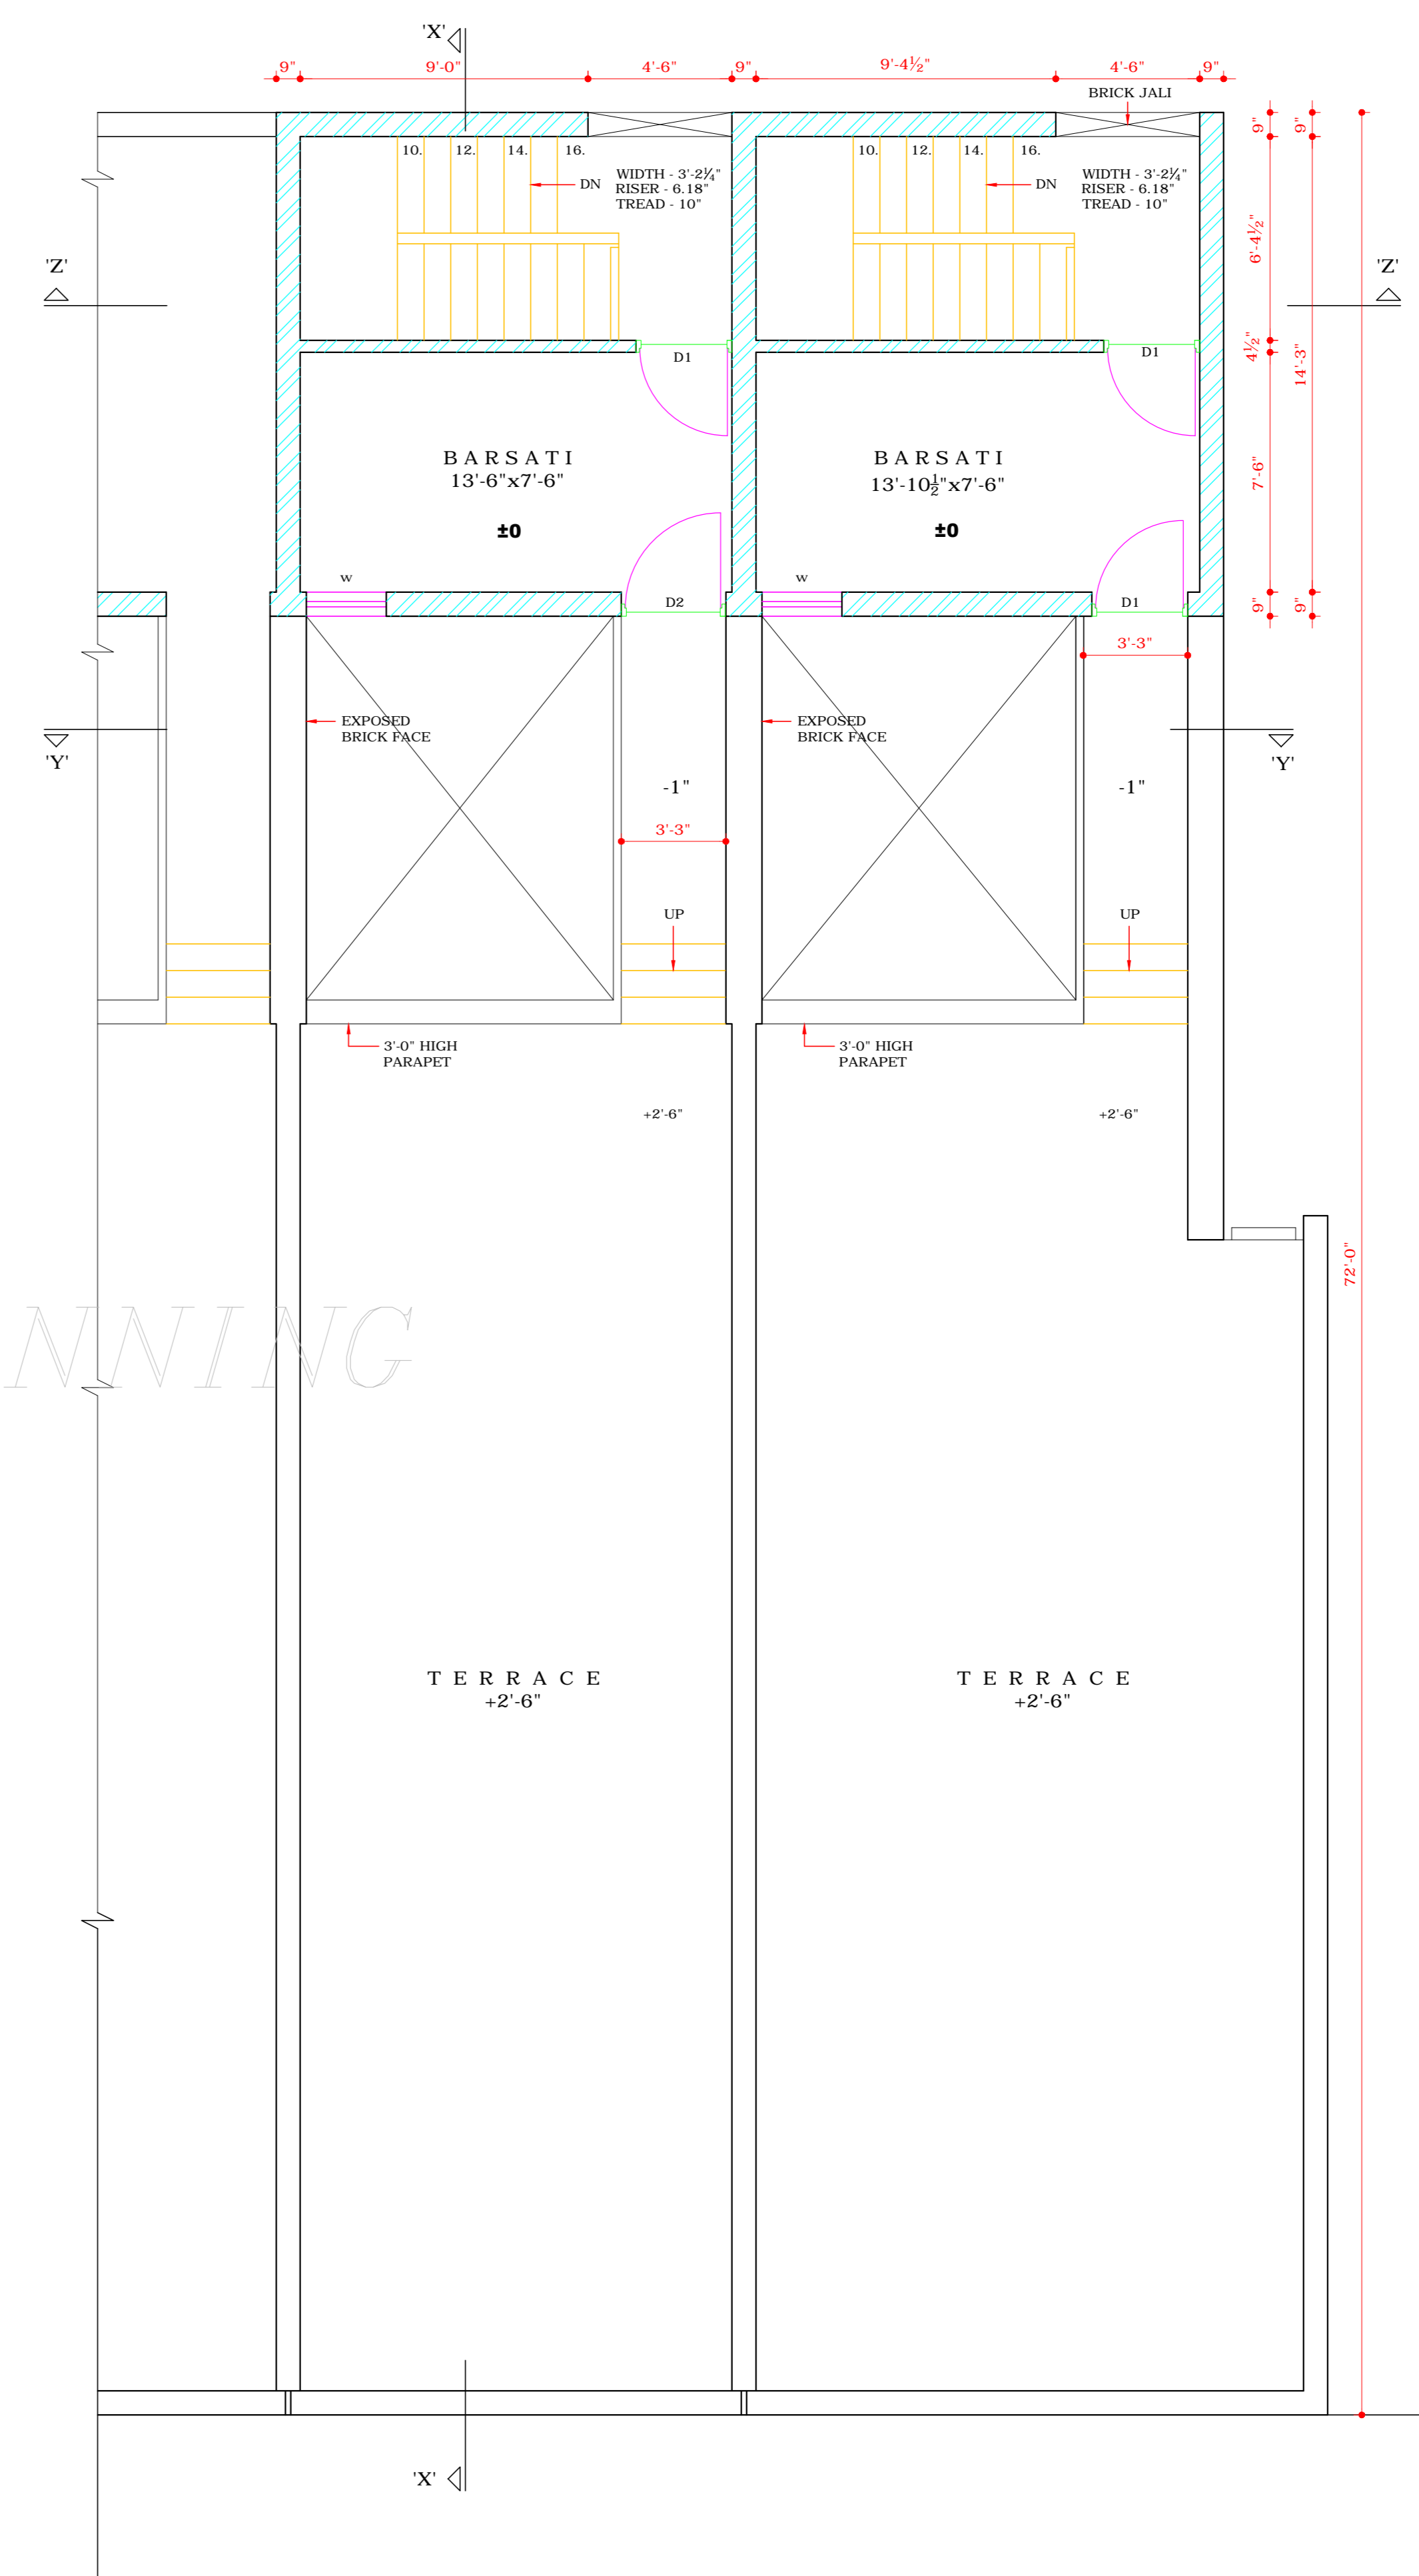 'X'
9" 9'-0" 4'-6" 9" 9'-4½" 4'-6" 9"
BRICK JALI
9" 9"
10. 12. 14. 16.
DN
WIDTH - 3'-2¼"
RISER - 6.18"
TREAD - 10"
10. 12. 14. 16.
DN
WIDTH - 3'-2¼"
RISER - 6.18"
TREAD - 10"
6'-4½"
'Z' 'Z'
4½"
14'-3"
D1 D1
BARSATI
13'-6"x7'-6"
±0
BARSATI
13'-10½"x7'-6"
±0
7'-6"
W W
D2 D1
9" 9"
3'-3"
EXPOSED
BRICK FACE
EXPOSED
BRICK FACE
'Y' 'Y'
-1" -1"
3'-3"
UP UP
3'-0" HIGH
PARAPET
3'-0" HIGH
PARAPET
+2'-6" +2'-6"
72'-0"
NNING
TERRACE
+2'-6"
TERRACE
+2'-6"
'X'